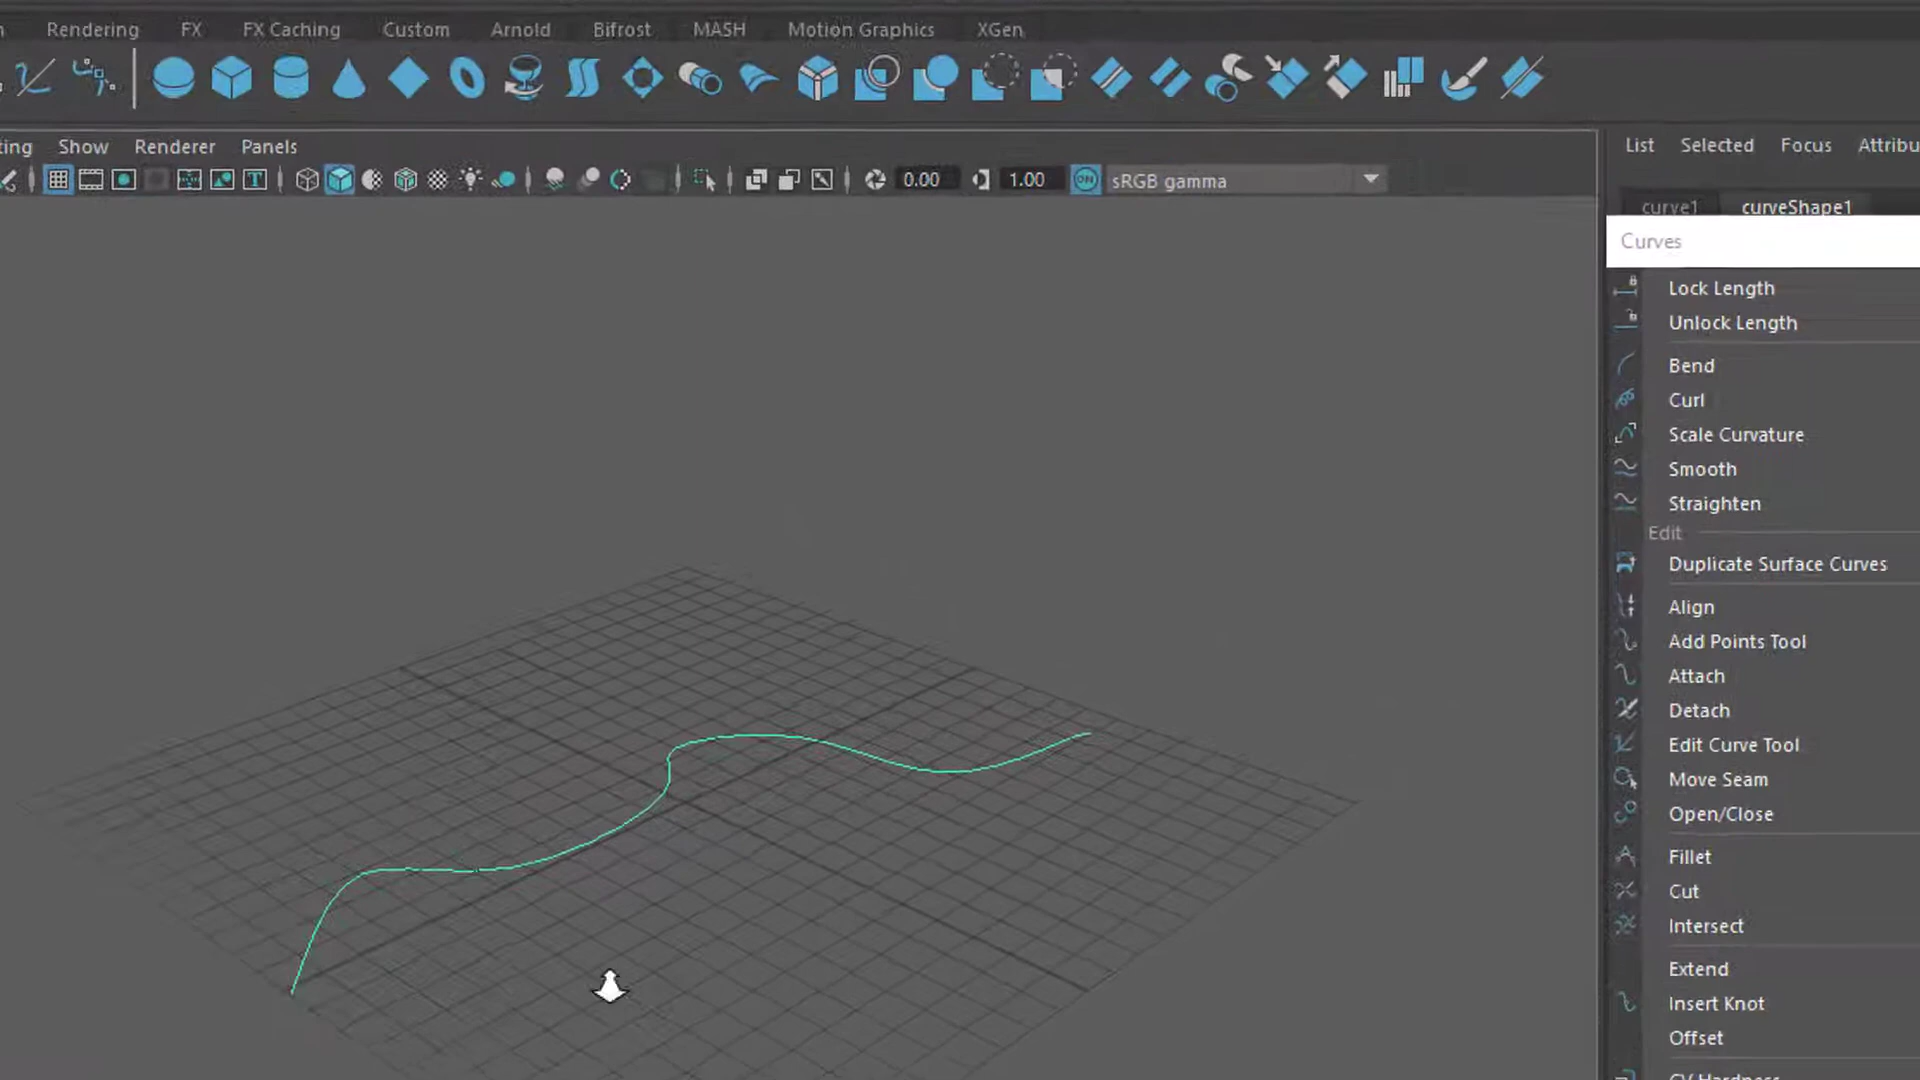 Rendering FX FX Caching Custom Arnold Bifrost MASH Motion Graphics XGen
Show Renderer Panels
0.00 1.00 ON sRGB gamma
List Selected Focus
curve1 curveShape1
Curves
Lock Length
Unlock Length
Bend
Curl
Scale Curvature
Smooth
Straighten
Edit
Duplicate Surface Curves
Align
Add Points Tool
Attach
Detach
Edit Curve Tool
Move Seam
Open/Close
Fillet
Cut
Intersect
Extend
Insert Knot
Offset
CV Hardness